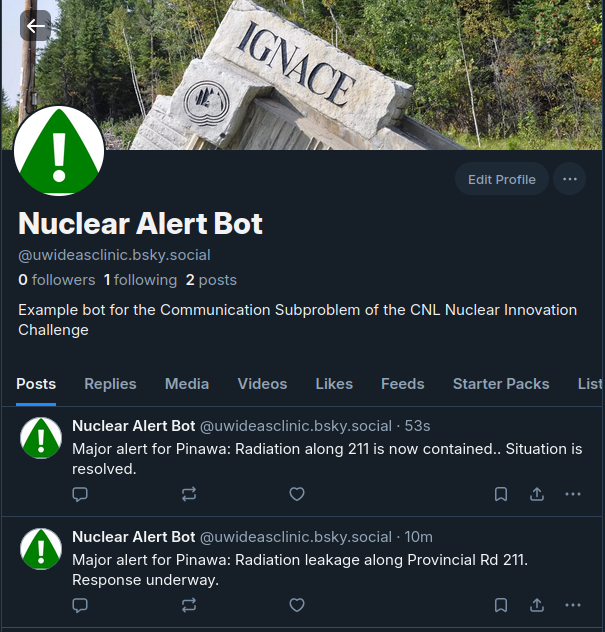 IGNACE
Edit Profile
Nuclear Alert Bot
@uwideasclinic.bsky.social
0 followers 1 following 2 posts
Example bot for the Communication Subproblem of the CNL Nuclear Innovation
Challenge
Posts Replies Media Videos Likes Feeds Starter Packs List
Nuclear Alert Bot @uwideasclinic.bsky.social · 53s
Major alert for Pinawa: Radiation along 211 is now contained.. Situation is
resolved.
Nuclear Alert Bot @uwideasclinic.bsky.social · 10m
Major alert for Pinawa: Radiation leakage along Provincial Rd 211.
Response underway.